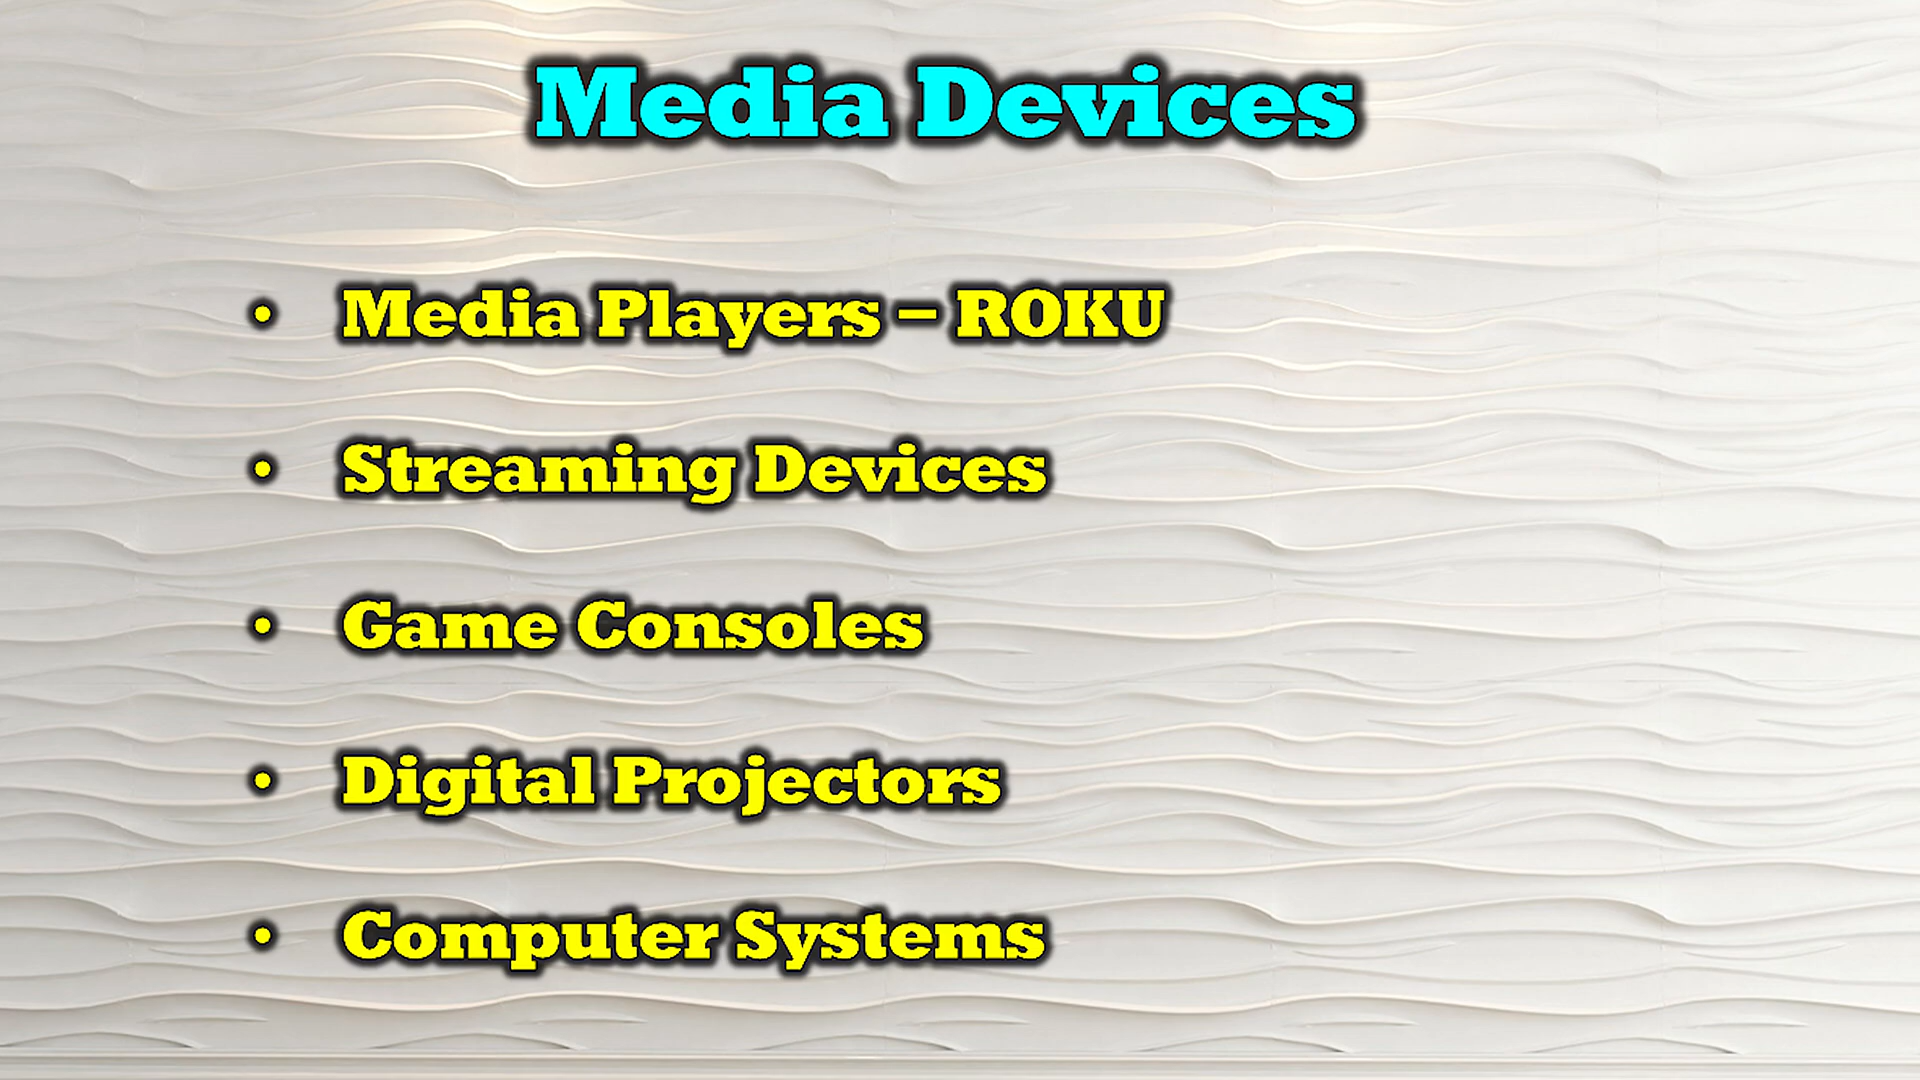 Media Devices
• Media Players – ROKU
• Streaming Devices
• Game Consoles
• Digital Projectors
• Computer Systems